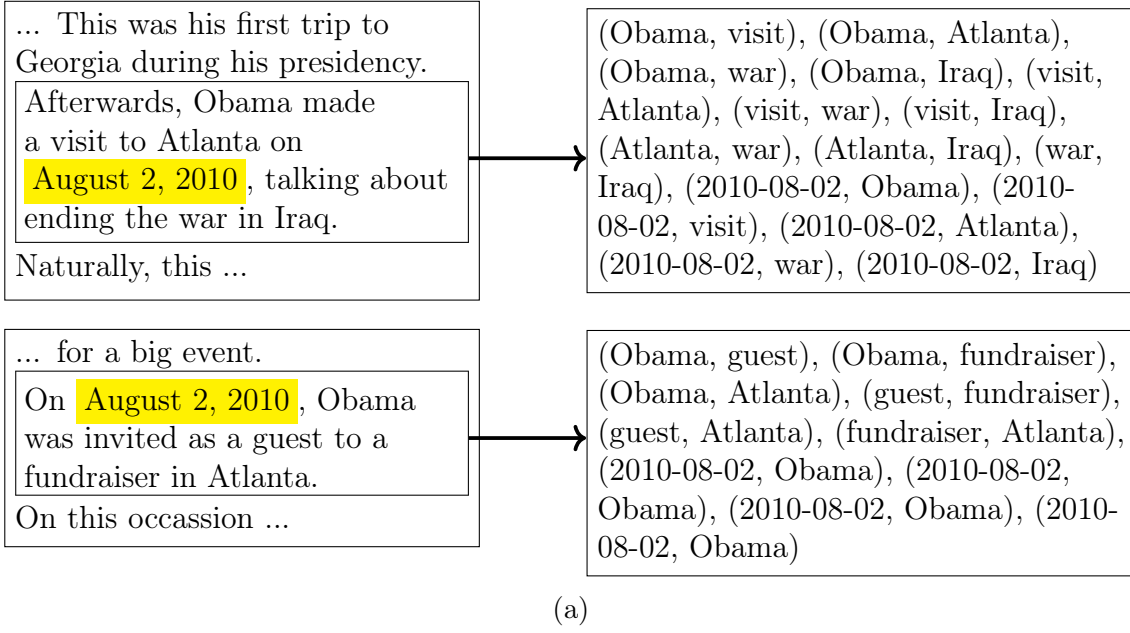 ... This was his first trip to
Georgia during his presidency.
Afterwards, Obama made
a visit to Atlanta on
August 2, 2010, talking about
ending the war in Iraq.
Naturally, this ...
(Obama, visit), (Obama, Atlanta),
(Obama, war), (Obama, Iraq), (visit,
Atlanta), (visit, war), (visit, Iraq),
(Atlanta, war), (Atlanta, Iraq), (war,
Iraq), (2010-08-02, Obama), (2010-
08-02, visit), (2010-08-02, Atlanta),
(2010-08-02, war), (2010-08-02, Iraq)
... for a big event.
On August 2, 2010, Obama
was invited as a guest to a
fundraiser in Atlanta.
On this occassion ...
(Obama, guest), (Obama, fundraiser),
(Obama, Atlanta), (guest, fundraiser),
(guest, Atlanta), (fundraiser, Atlanta),
(2010-08-02, Obama), (2010-08-02,
Obama), (2010-08-02, Obama), (2010-
08-02, Obama)
(a)